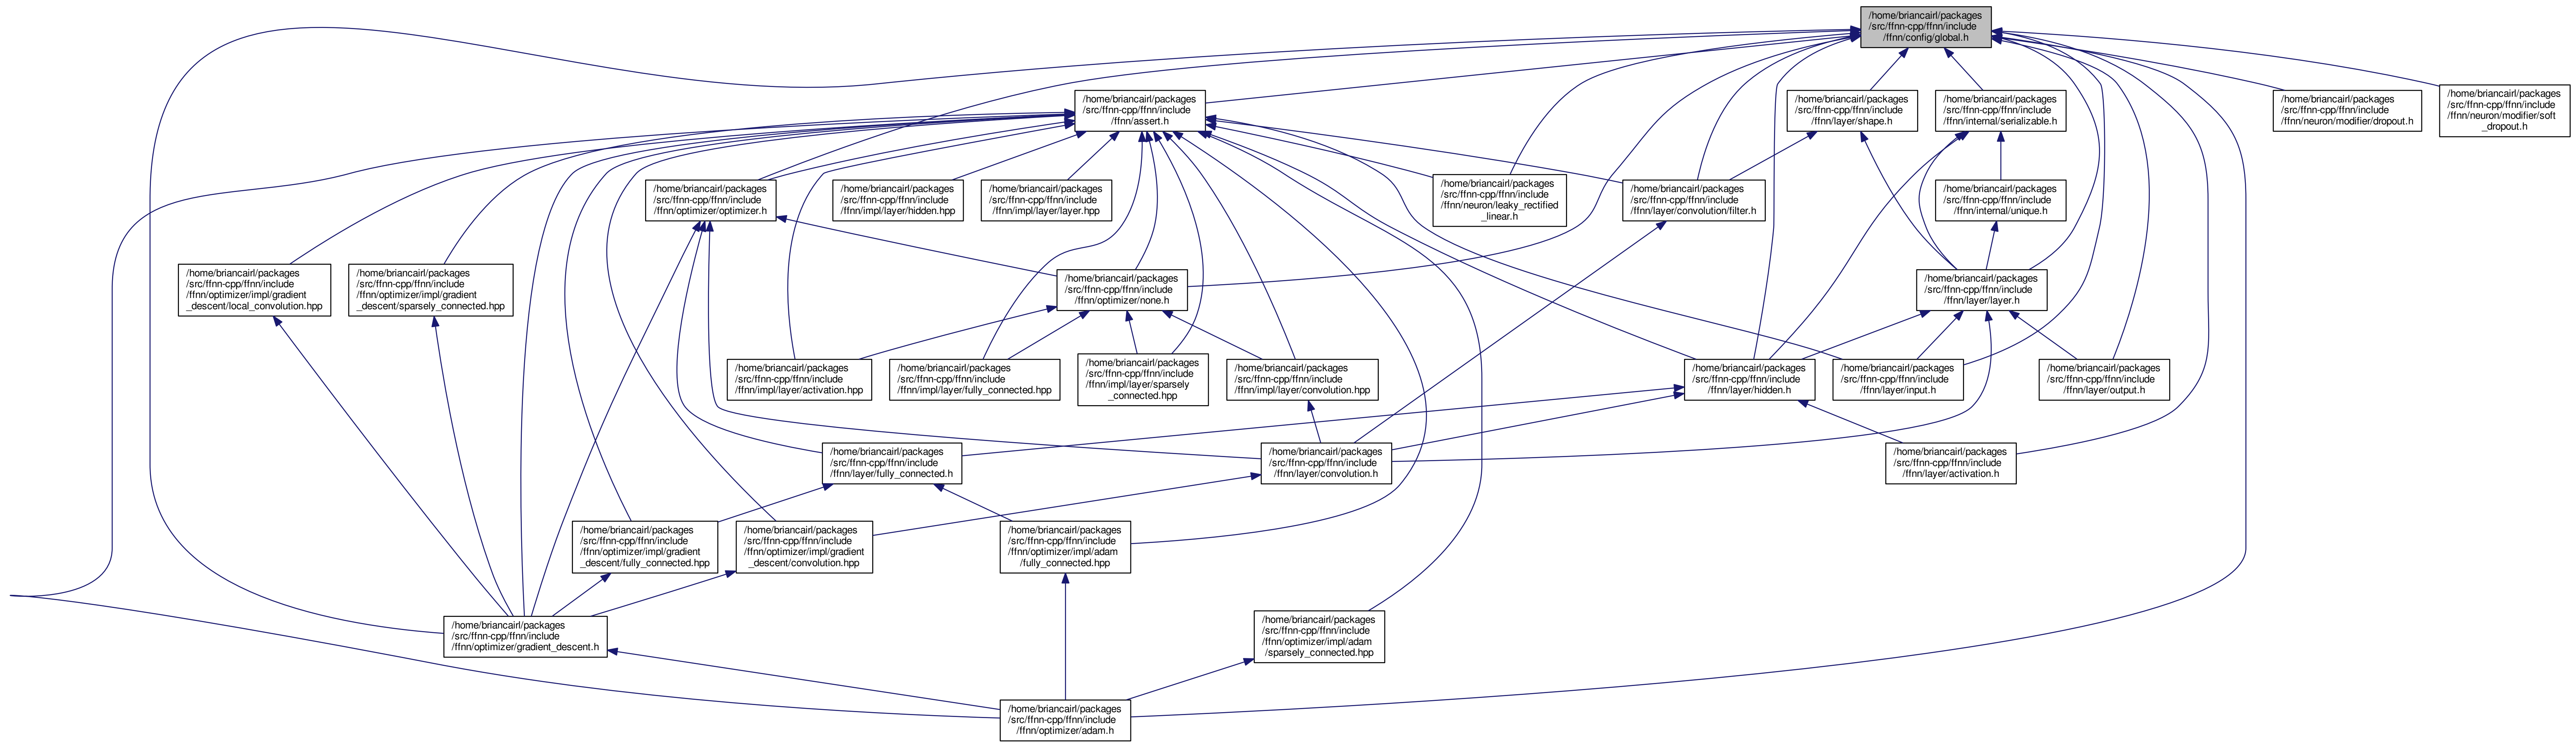 /home/briancairl/packages
/src/ffnn-cpp/ffnn/include
/ffnn/config/global.h
/home/briancairl/packages
/src/ffnn-cpp/ffnn/include
/ffnn/assert.h
/home/briancairl/packages
/src/ffnn-cpp/ffnn/include
/ffnn/layer/shape.h
/home/briancairl/packages
/src/ffnn-cpp/ffnn/include
/ffnn/internal/serializable.h
/home/briancairl/packages
/src/ffnn-cpp/ffnn/include
/ffnn/neuron/modifier/dropout.h
/home/briancairl/packages
/src/ffnn-cpp/ffnn/include
/ffnn/neuron/modifier/soft
_dropout.h
/home/briancairl/packages
/src/ffnn-cpp/ffnn/include
/ffnn/optimizer/optimizer.h
/home/briancairl/packages
/src/ffnn-cpp/ffnn/include
/ffnn/impl/layer/hidden.hpp
/home/briancairl/packages
/src/ffnn-cpp/ffnn/include
/ffnn/impl/layer/layer.hpp
/home/briancairl/packages
/src/ffnn-cpp/ffnn/include
/ffnn/neuron/leaky_rectified
_linear.h
/home/briancairl/packages
/src/ffnn-cpp/ffnn/include
/ffnn/layer/convolution/filter.h
/home/briancairl/packages
/src/ffnn-cpp/ffnn/include
/ffnn/internal/unique.h
/home/briancairl/packages
/src/ffnn-cpp/ffnn/include
/ffnn/optimizer/impl/gradient
_descent/local_convolution.hpp
/home/briancairl/packages
/src/ffnn-cpp/ffnn/include
/ffnn/optimizer/impl/gradient
_descent/sparsely_connected.hpp
/home/briancairl/packages
/src/ffnn-cpp/ffnn/include
/ffnn/optimizer/none.h
/home/briancairl/packages
/src/ffnn-cpp/ffnn/include
/ffnn/layer/layer.h
/home/briancairl/packages
/src/ffnn-cpp/ffnn/include
/ffnn/impl/layer/activation.hpp
/home/briancairl/packages
/src/ffnn-cpp/ffnn/include
/ffnn/impl/layer/fully_connected.hpp
/home/briancairl/packages
/src/ffnn-cpp/ffnn/include
/ffnn/impl/layer/sparsely
_connected.hpp
/home/briancairl/packages
/src/ffnn-cpp/ffnn/include
/ffnn/impl/layer/convolution.hpp
/home/briancairl/packages
/src/ffnn-cpp/ffnn/include
/ffnn/layer/hidden.h
/home/briancairl/packages
/src/ffnn-cpp/ffnn/include
/ffnn/layer/input.h
/home/briancairl/packages
/src/ffnn-cpp/ffnn/include
/ffnn/layer/output.h
/home/briancairl/packages
/src/ffnn-cpp/ffnn/include
/ffnn/layer/fully_connected.h
/home/briancairl/packages
/src/ffnn-cpp/ffnn/include
/ffnn/layer/convolution.h
/home/briancairl/packages
/src/ffnn-cpp/ffnn/include
/ffnn/layer/activation.h
/home/briancairl/packages
/src/ffnn-cpp/ffnn/include
/ffnn/optimizer/impl/gradient
_descent/fully_connected.hpp
/home/briancairl/packages
/src/ffnn-cpp/ffnn/include
/ffnn/optimizer/impl/gradient
_descent/convolution.hpp
/home/briancairl/packages
/src/ffnn-cpp/ffnn/include
/ffnn/optimizer/impl/adam
/fully_connected.hpp
/home/briancairl/packages
/src/ffnn-cpp/ffnn/include
/ffnn/optimizer/gradient_descent.h
/home/briancairl/packages
/src/ffnn-cpp/ffnn/include
/ffnn/optimizer/impl/adam
/sparsely_connected.hpp
/home/briancairl/packages
/src/ffnn-cpp/ffnn/include
/ffnn/optimizer/adam.h